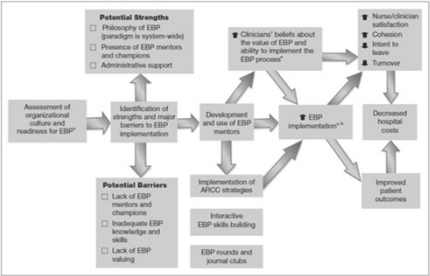 Potential Strengths
☐ Philosophy of EBP
(paradigm is system-wide)
☐ Presence of EBP mentors
and champions
☐ Administrative support
Assessment of
organizational
culture and
readiness for EBP*
Identification of
strengths and major
barriers to EBP
implementation
Potential Barriers
☐ Lack of EBP
mentors and
champions
☐ Inadequate EBP
knowledge and
skills
☐ Lack of EBP
valuing
Development
and use of EBP
mentors
Clinicians' beliefs about
the value of EBP and
ability to implement the
EBP process*
Implementation of
ARCC strategies
Interactive
EBP skills building
EBP rounds and
journal clubs
EBP
implementation*,‡
Nurse/clinician
satisfaction
Cohesion
Intent to
leave
Turnover
Decreased
hospital
costs
Improved
patient
outcomes